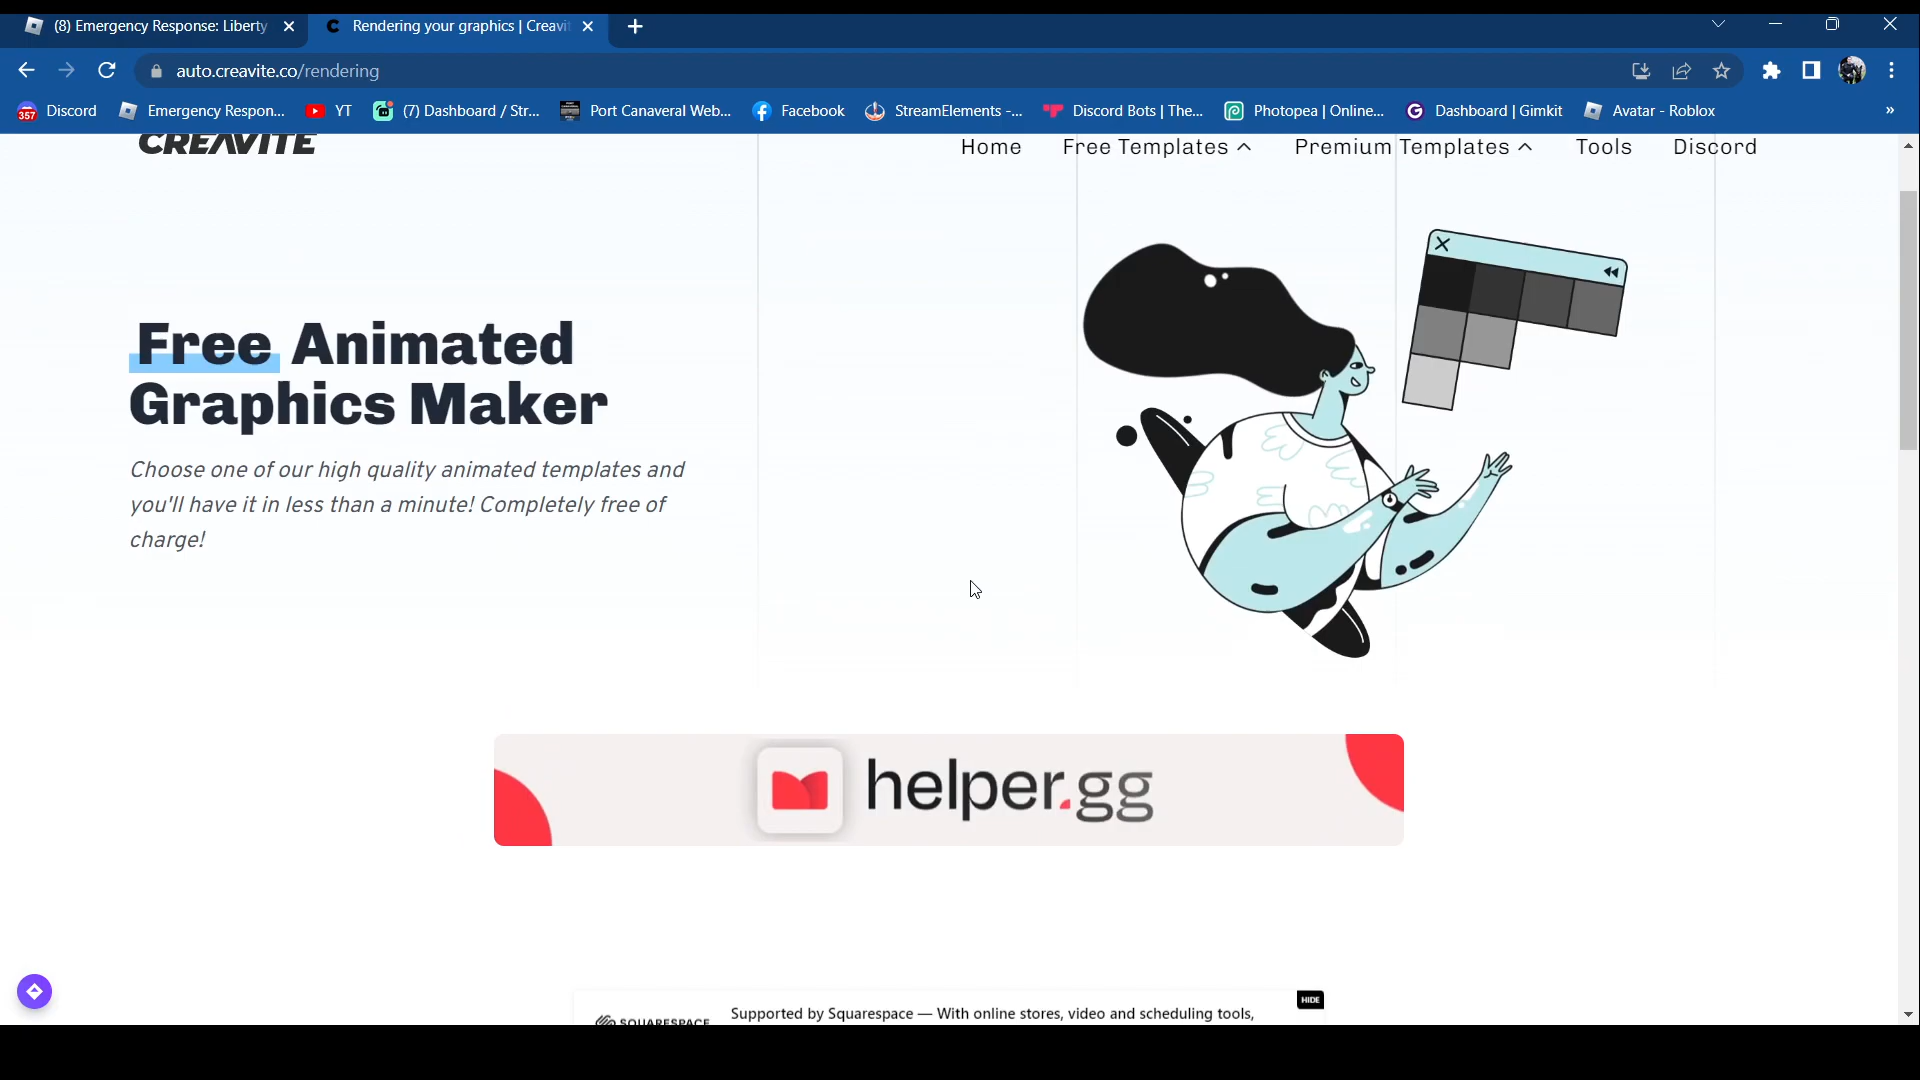 (8) Emergency Response: Liberty
Rendering your graphics | Creavit
auto.creavite.co/rendering
357
Discord
Emergency Respon...
YT
(7) Dashboard / Str...
Port Canaveral Web...
Facebook
StreamElements -...
Discord Bots | The...
Photopea | Online...
Dashboard | Gimkit
Avatar - Roblox
»
CREAVITE
Home
Free Templates
Premium Templates
Tools
Discord
Free Animated
Graphics Maker
Choose one of our high quality animated templates and
you'll have it in less than a minute! Completely free of
charge!
helper.gg
HIDE
SQUARESPACE
Supported by Squarespace — With online stores, video and scheduling tools,